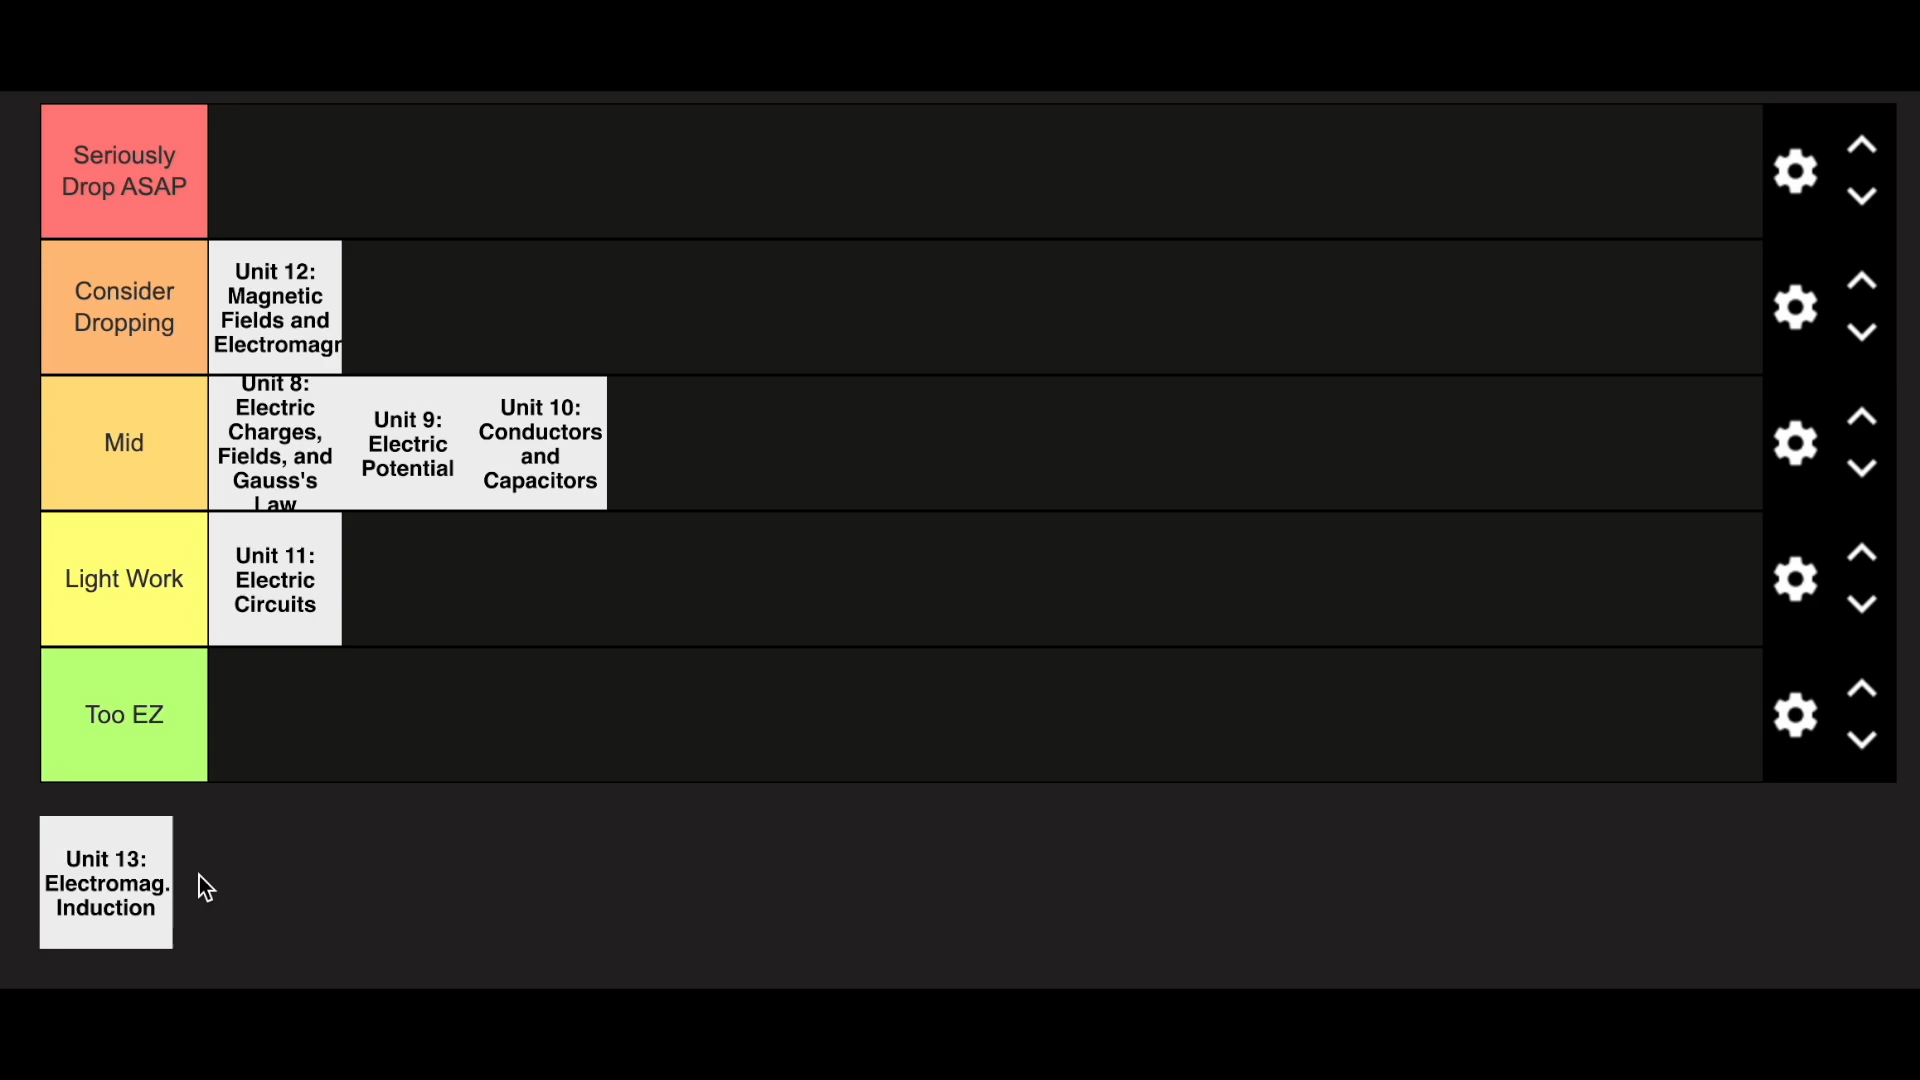 Seriously
Drop ASAP
Consider
Dropping
Unit 12:
Magnetic
Fields and
Electromagr
Mid
Unit 8:
Electric
Charges,
Fields, and
Gauss's
Law
Unit 9:
Electric
Potential
Unit 10:
Conductors
and
Capacitors
Light Work
Unit 11:
Electric
Circuits
Too EZ
Unit 13:
Electromag.
Induction